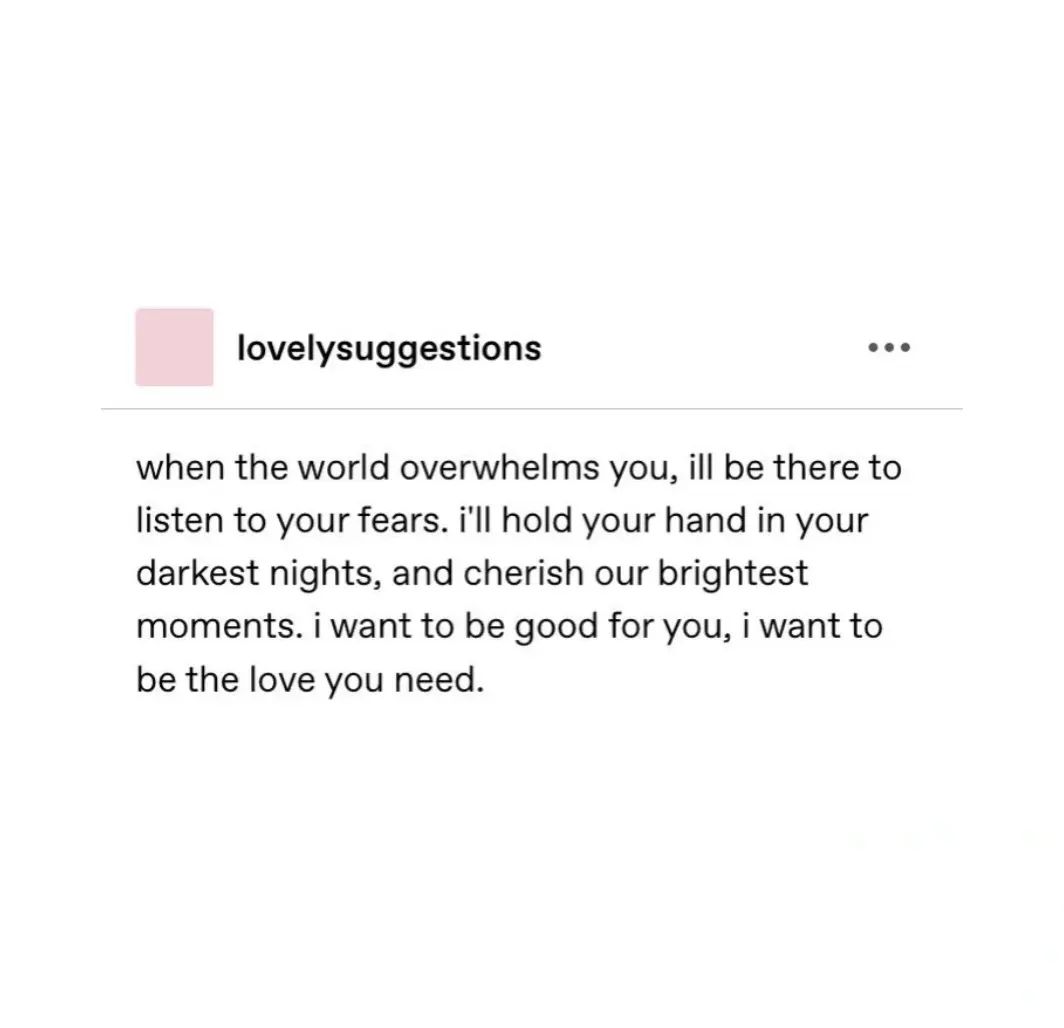 lovelysuggestions
when the world overwhelms you, ill be there to
listen to your fears. i'll hold your hand in your
darkest nights, and cherish our brightest
moments. i want to be good for you, i want to
be the love you need.